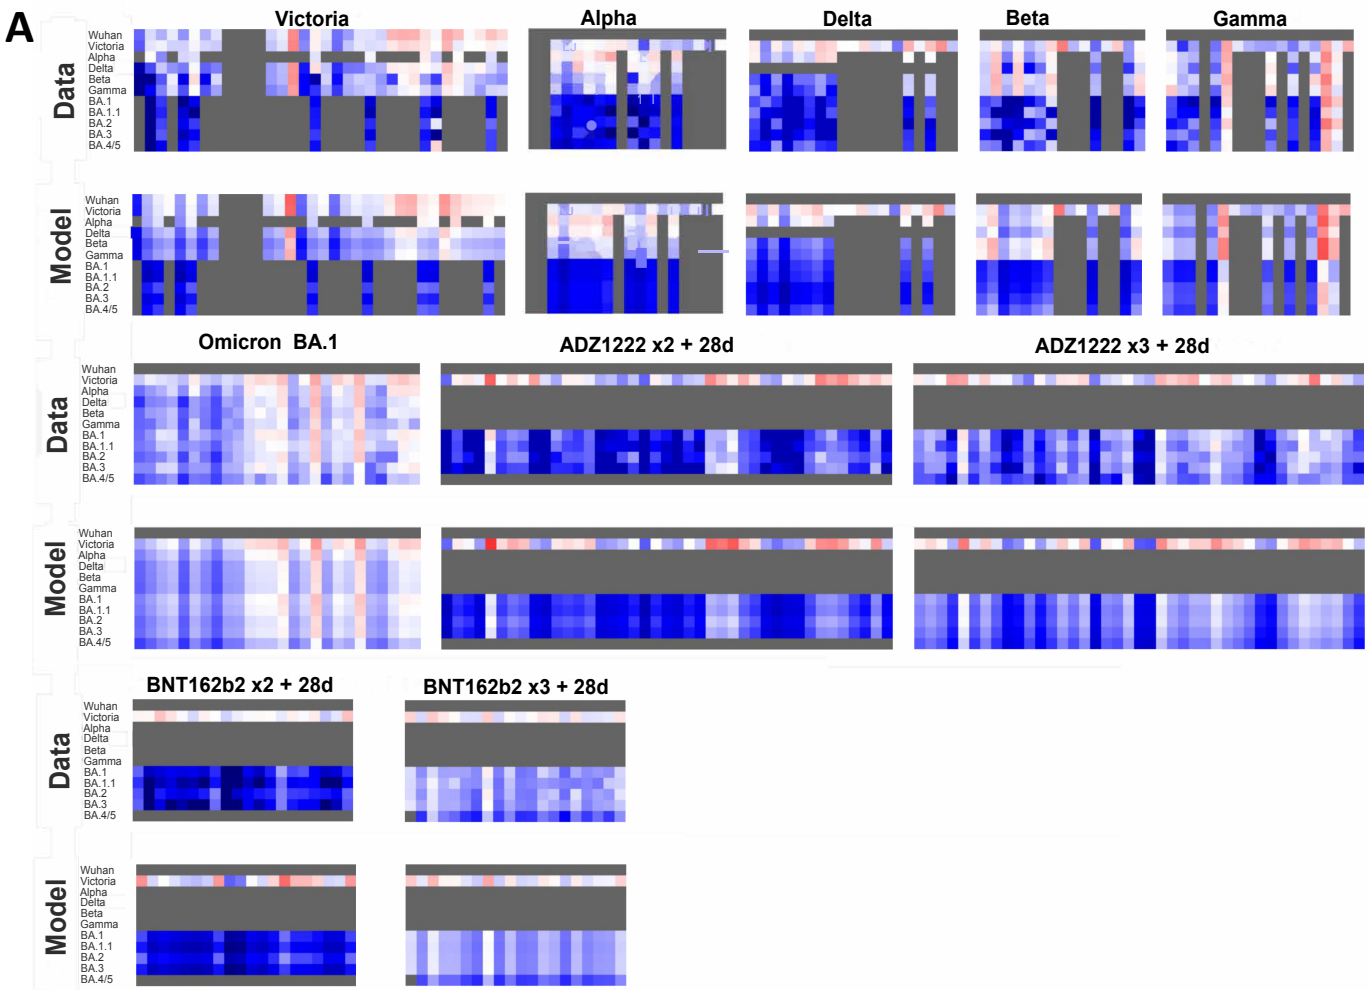 A
Victoria Alpha Delta Beta Gamma
Data
Wuhan
Victoria
Alpha
Delta
Beta
Gamma
BA.1
BA.1.1
BA.2
BA.3
BA.4/5
Model
Wuhan
Victoria
Alpha
Delta
Beta
Gamma
BA.1
BA.1.1
BA.2
BA.3
BA.4/5
Omicron BA.1 ADZ1222 x2 + 28d ADZ1222 x3 + 28d
Data
Wuhan
Victoria
Alpha
Delta
Beta
Gamma
BA.1
BA.1.1
BA.2
BA.3
BA.4/5
Model
Wuhan
Victoria
Alpha
Delta
Beta
Gamma
BA.1
BA.1.1
BA.2
BA.3
BA.4/5
BNT162b2 x2 + 28d BNT162b2 x3 + 28d
Data
Wuhan
Victoria
Alpha
Delta
Beta
Gamma
BA.1
BA.1.1
BA.2
BA.3
BA.4/5
Model
Wuhan
Victoria
Alpha
Delta
Beta
Gamma
BA.1
BA.1.1
BA.2
BA.3
BA.4/5